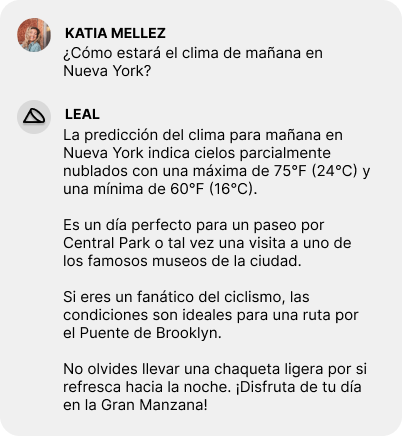 KATIA MELLEZ
¿Cómo estará el clima de mañana en
Nueva York?
LEAL
La predicción del clima para mañana en
Nueva York indica cielos parcialmente
nublados con una máxima de 75°F (24°C) y
una mínima de 60°F (16°C).
Es un día perfecto para un paseo por
Central Park o tal vez una visita a uno de
los famosos museos de la ciudad.
Si eres un fanático del ciclismo, las
condiciones son ideales para una ruta por
el Puente de Brooklyn.
No olvides llevar una chaqueta ligera por si
refresca hacia la noche. ¡Disfruta de tu día
en la Gran Manzana!